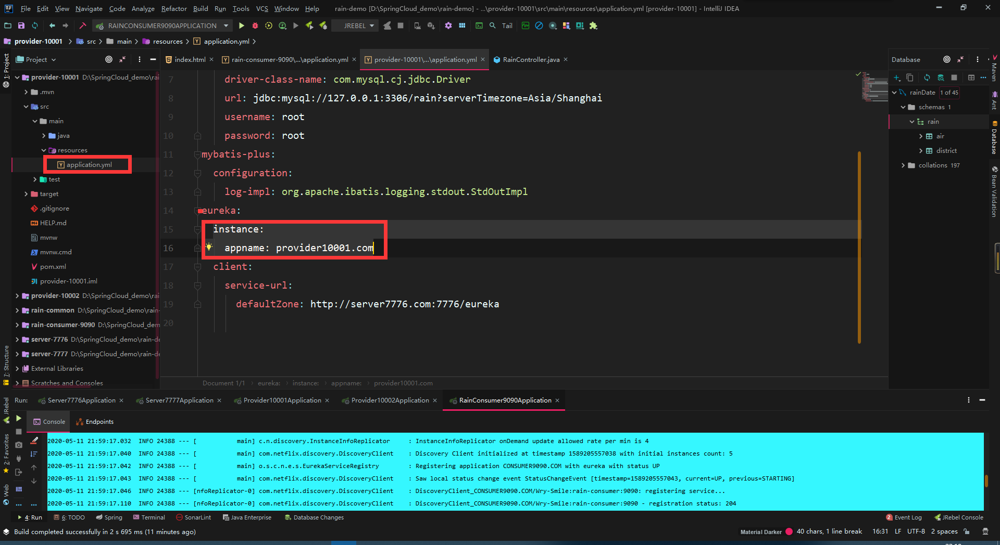 File Edit View Navigate Code Analyze Refactor Build Run Tools VCS Window Help rain-demo [D:\SpringCloud_demo\rain-demo] - ...\provider-10001\src\main\resources\application.yml [provider-10001] - IntelliJ IDEA
RAINCONSUMER9090APPLICATION JREBEL Tail
provider-10001 src main resources application.yml
Project
index.html
rain-consumer-9090\...\application.yml
provider-10001\...\application.yml
RainController.java
Database
1: Project
provider-10001 D:\SpringCloud_demo\rai
.mvn
src
main
java
resources
application.yml
test
target
.gitignore
HELP.md
mvnw
mvnw.cmd
pom.xml
provider-10001.iml
provider-10002 D:\SpringCloud_demo\rai
rain-common D:\SpringCloud_demo\rain-
rain-consumer-9090 D:\SpringCloud_dem
server-7776 D:\SpringCloud_demo\rain-de
server-7777 D:\SpringCloud_demo\rain-de
External Libraries
Scratches and Consoles
7 driver-class-name: com.mysql.cj.jdbc.Driver
8 url: jdbc:mysql://127.0.0.1:3306/rain?serverTimezone=Asia/Shanghai
9 username: root
10 password: root
11 mybatis-plus:
12 configuration:
13 log-impl: org.apache.ibatis.logging.stdout.StdOutImpl
14 eureka:
15 instance:
16 appname: provider10001.com
17 client:
18 service-url:
19 defaultZone: http://server7776.com:7776/eureka
20
Document 1/1 eureka: instance: appname: provider10001.com
rainDate 1 of 45
schemas 1
rain
air
district
collations 197
Maven
Ant
Database
Bean Validation
7: Structure
JRebel
2: Favorites
Web
Run: Server7776Application Server7777Application Provider10001Application Provider10002Application RainConsumer9090Application
Console Endpoints
2020-05-11 21:59:17.032 INFO 24388 --- [ main] c.n.discovery.InstanceInfoReplicator : InstanceInfoReplicator onDemand update allowed rate per min is 4
2020-05-11 21:59:17.040 INFO 24388 --- [ main] com.netflix.discovery.DiscoveryClient : Discovery Client initialized at timestamp 1589205557038 with initial instances count: 5
2020-05-11 21:59:17.042 INFO 24388 --- [ main] o.s.c.n.e.s.EurekaServiceRegistry : Registering application CONSUMER9090.COM with eureka with status UP
2020-05-11 21:59:17.043 INFO 24388 --- [ main] com.netflix.discovery.DiscoveryClient : Saw local status change event StatusChangeEvent [timestamp=1589205557043, current=UP, previous=STARTING]
2020-05-11 21:59:17.046 INFO 24388 --- [nfoReplicator-0] com.netflix.discovery.DiscoveryClient : DiscoveryClient_CONSUMER9090.COM/Wry-Smile:rain-consumer:9090: registering service...
2020-05-11 21:59:17.110 INFO 24388 --- [nfoReplicator-0] com.netflix.discovery.DiscoveryClient : DiscoveryClient_CONSUMER9090.COM/Wry-Smile:rain-consumer:9090 - registration status: 204
4: Run 6: TODO Spring Terminal SonarLint Java Enterprise Database Changes 2 Event Log JRebel Console
Build completed successfully in 2 s 695 ms (11 minutes ago) Material Darker 40 chars, 1 line break 16:31 LF UTF-8 2 spaces